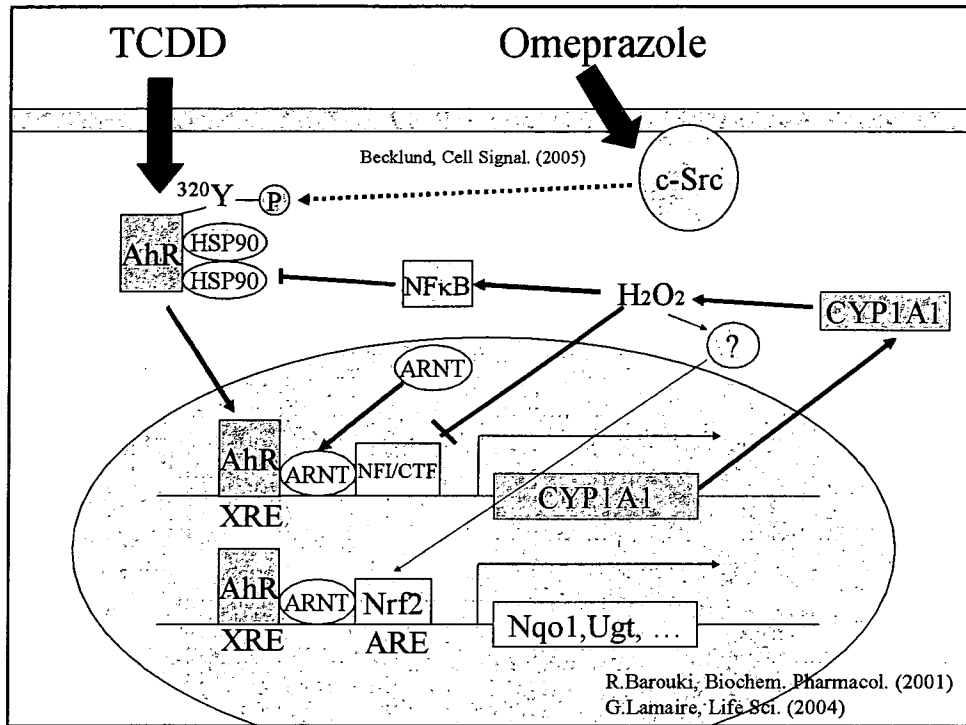 TCDD
Omeprazole
Becklund, Cell Signal. (2005)
c-Src
320Y P
AhR
HSP90
HSP90
NFκB
H2O2
CYP1A1
?
ARNT
AhR
ARNT
NFI/CTF
CYP1A1
XRE
AhR
ARNT
Nrf2
Nqo1,Ugt, ...
XRE
ARE
R.Barouki, Biochem. Pharmacol. (2001)
G.Lamaire, Life Sci. (2004)